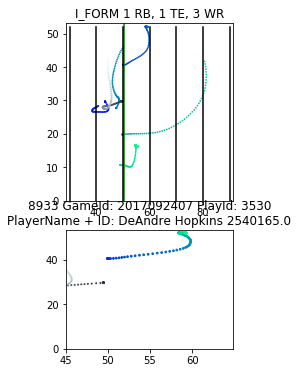 I_FORM 1 RB, 1 TE, 3 WR
50
40
30
20
10
0
40 60 80
8933 GameId: 2017092407 PlayId: 3530
PlayerName + ID: DeAndre Hopkins 2540165.0
40
20
0
45 50 55 60